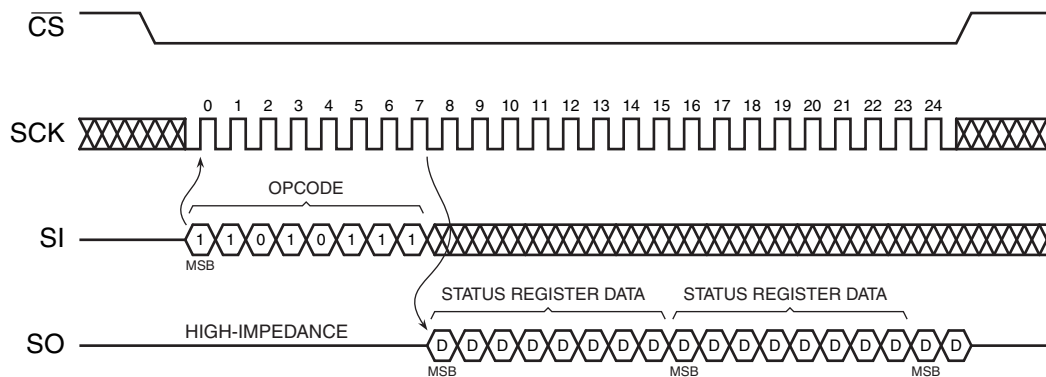 CS
0 1 2 3 4 5 6 7 8 9 10 11 12 13 14 15 16 17 18 19 20 21 22 23 24
SCK
OPCODE
SI 1 1 0 1 0 1 1 1
MSB
STATUS REGISTER DATA STATUS REGISTER DATA
HIGH-IMPEDANCE
SO D D D D D D D D D D D D D D D D D D
MSB MSB MSB